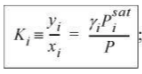 K_i ≡ y_i / x_i = γ_i P_i^{sat} / P ;